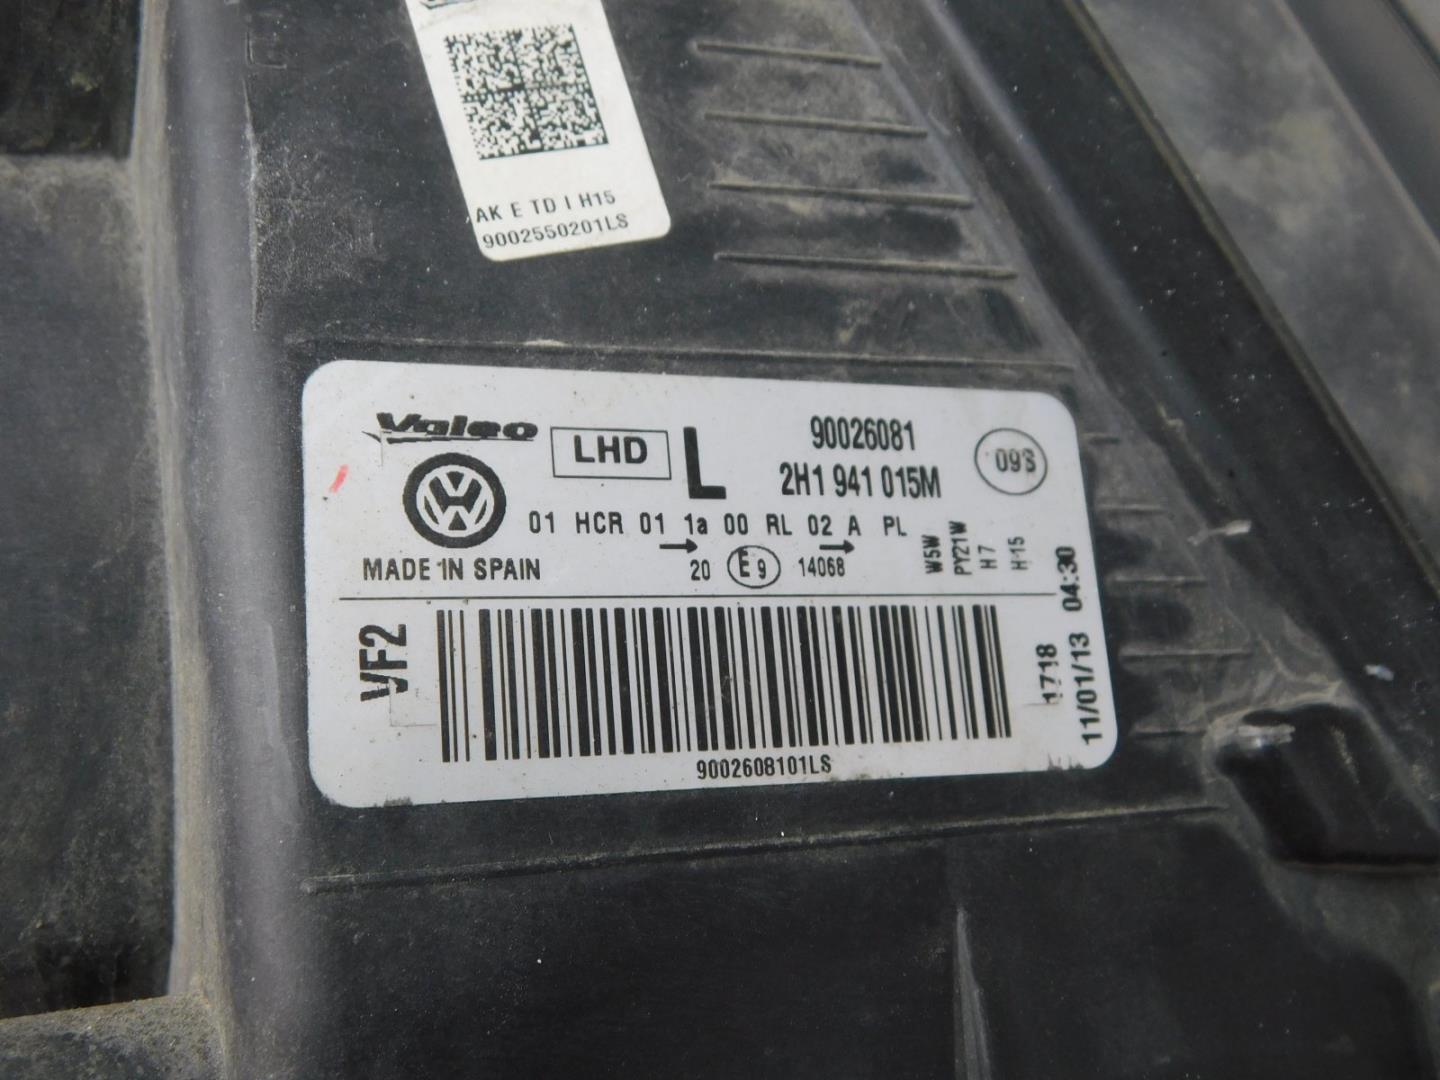 AK E TD I H15
9002550201LS
Valeo
LHD
L
90026081
2H1 941 015M
09S
01 HCR 01 1a 00 RL 02 A PL
MADE IN SPAIN
20 E9 14068
W5W
PY21W
H7
H15
VF2
1718
11/01/13 04:30
9002608101LS